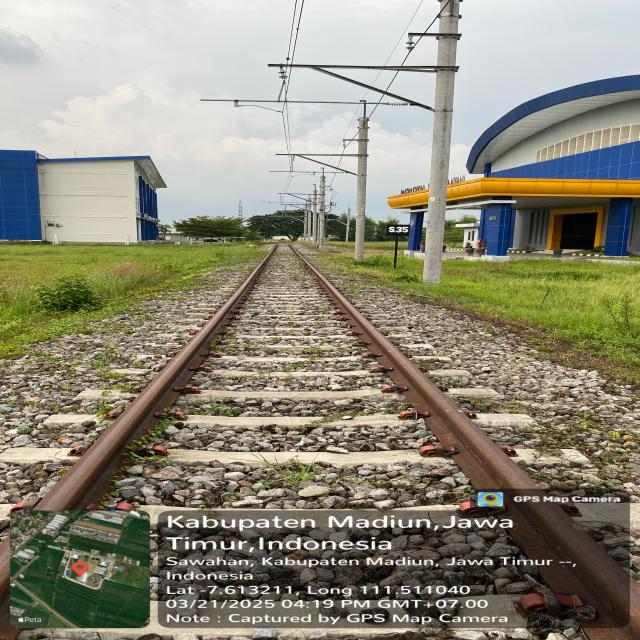 S.35
GPS Map Camera
Kabupaten Madiun,Jawa
Timur,Indonesia
Sawahan, Kabupaten Madiun, Jawa Timur --,
Indonesia
Lat -7.613211, Long 111.511040
03/21/2025 04:19 PM GMT+07.00
Note : Captured by GPS Map Camera
Peta